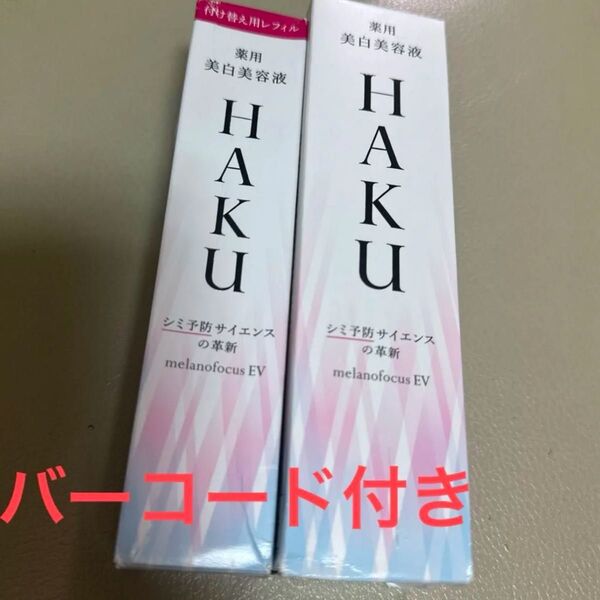 付け替え用レフィル
薬用
美白美容液
HAKU
シミ予防サイエンス
の革新
melanofocus EV
薬用
美白美容液
HAKU
シミ予防サイエンス
の革新
melanofocus EV
バーコード付き